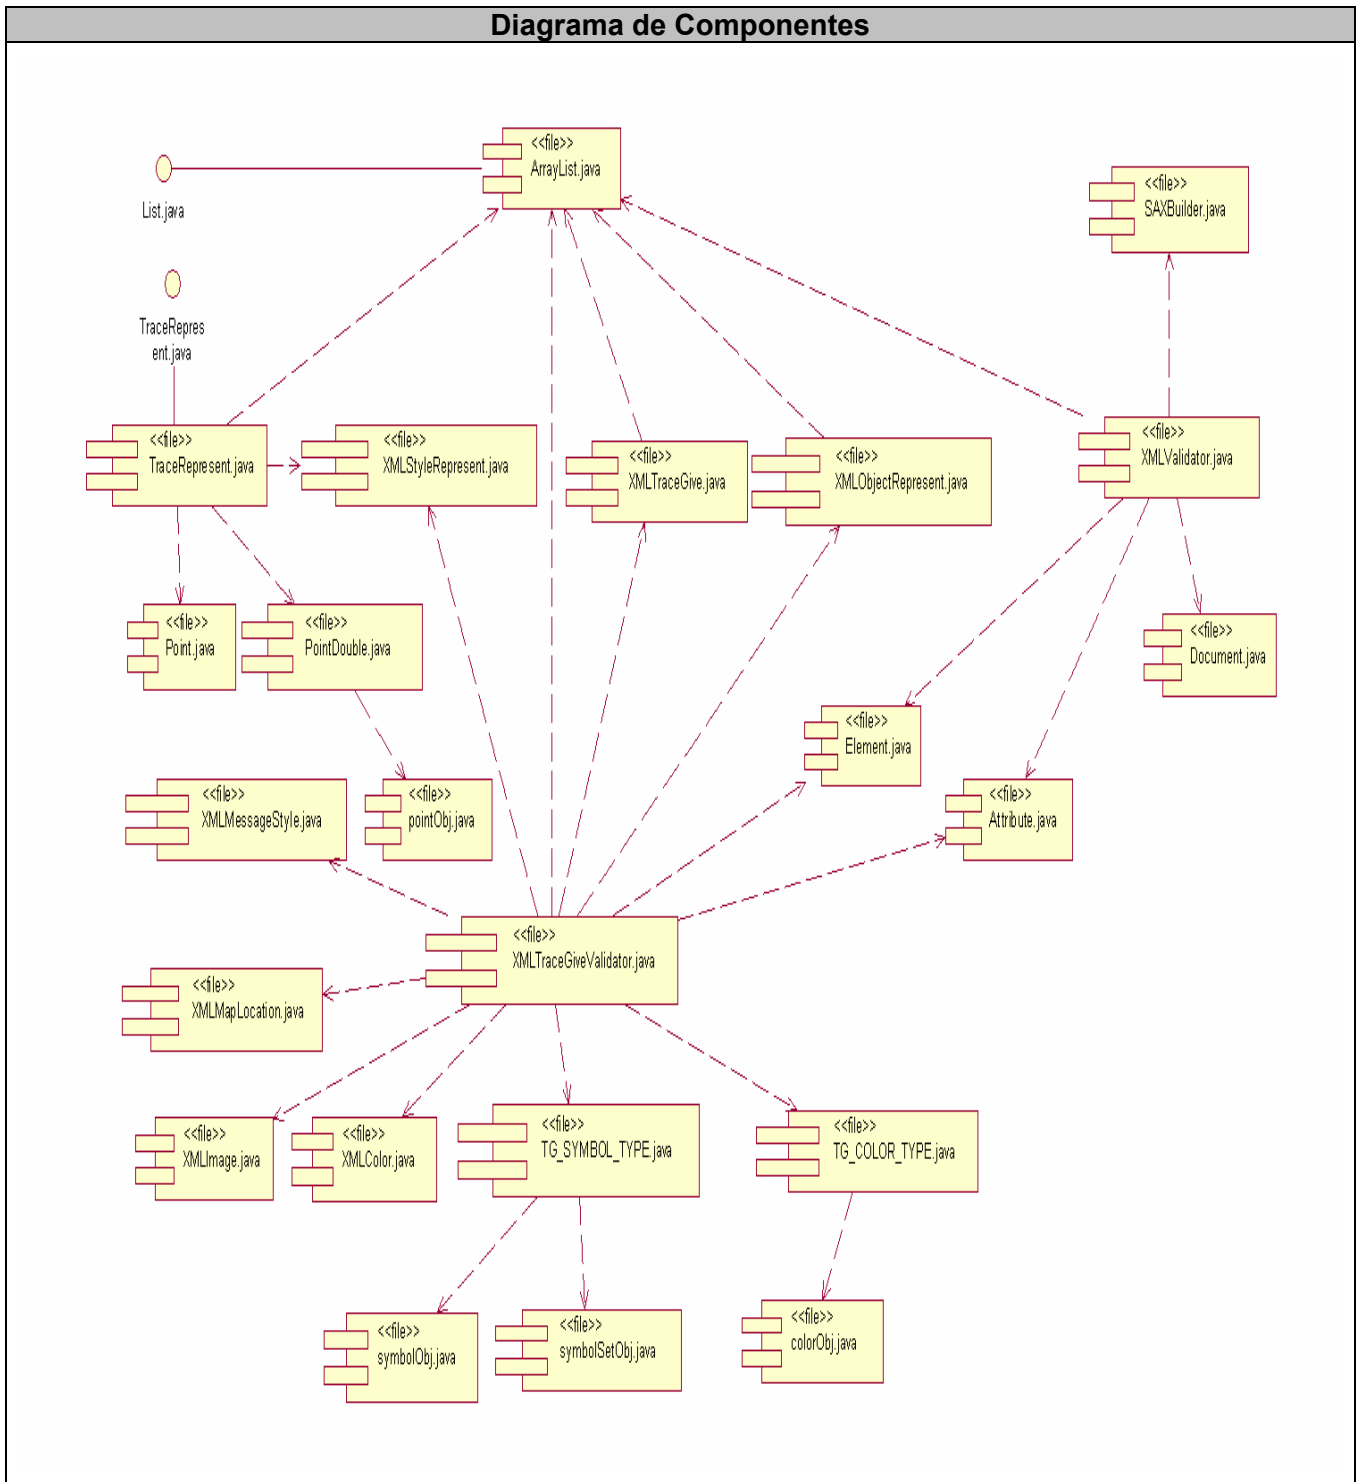 Diagrama de Componentes
<<file>>
ArrayList.java
<<file>>
SAXBuilder.java
List.java
TraceRepres
ent.java
<<file>>
TraceRepresent.java
<<file>>
XMLStyleRepresent.java
<<file>>
XMLTraceGive.java
<<file>>
XMLObjectRepresent.java
<<file>>
XMLValidator.java
<<file>>
Point.java
<<file>>
PointDouble.java
<<file>>
Document.java
<<file>>
Element.java
<<file>>
XMLMessageStyle.java
<<file>>
pointObj.java
<<file>>
Attribute.java
<<file>>
XMLTraceGiveValidator.java
<<file>>
XMLMapLocation.java
<<file>>
XMLImage.java
<<file>>
XMLColor.java
<<file>>
TG_SYMBOL_TYPE.java
<<file>>
TG_COLOR_TYPE.java
<<file>>
symbolObj.java
<<file>>
symbolSetObj.java
<<file>>
colorObj.java